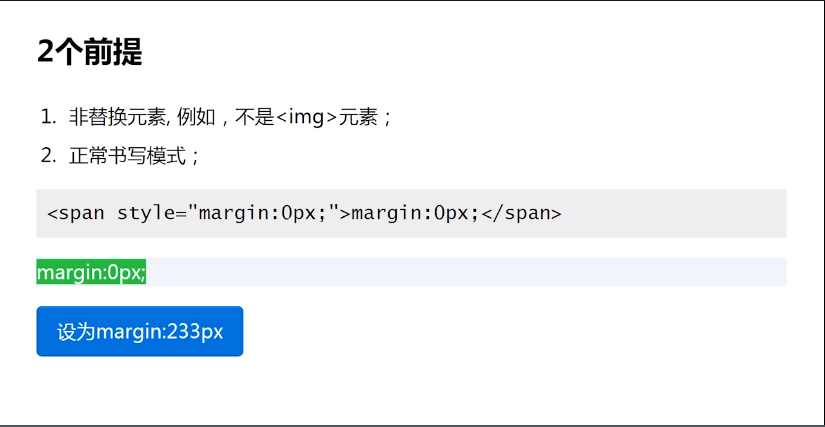 2个前提
1. 非替换元素, 例如，不是<img>元素；
2. 正常书写模式；
<span style="margin:0px;">margin:0px;</span>
margin:0px;
设为margin:233px